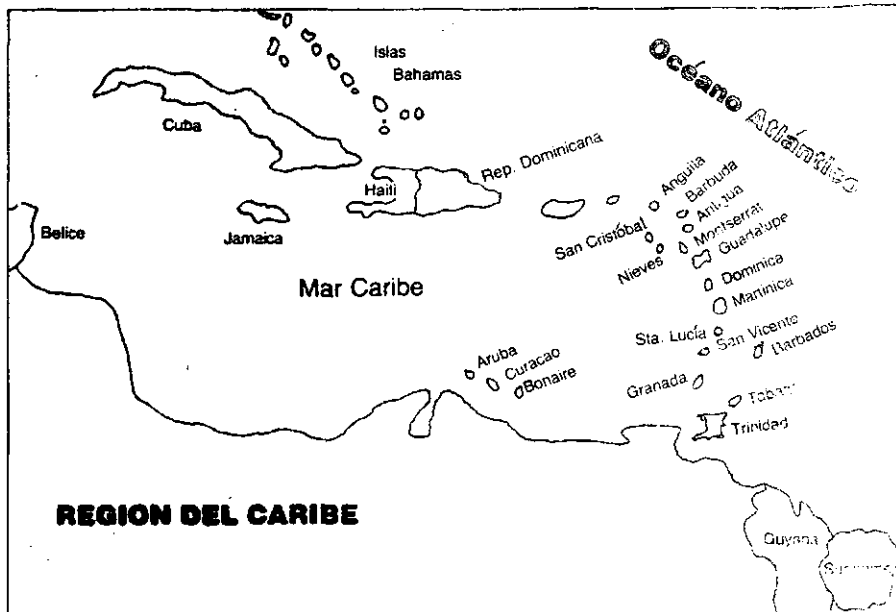 Islas
Bahamas
Océano Atlántico
Cuba
Rep. Dominicana
Haití
Anguila
Barbuda
Antigua
Montserrat
Guadalupe
San Cristóbal
Nieves
Belice
Jamaica
Mar Caribe
Dominica
Martinica
Sta. Lucía
San Vicente
Barbados
Aruba
Curacao
Bonaire
Granada
Trinidad
REGION DEL CARIBE
Guyana